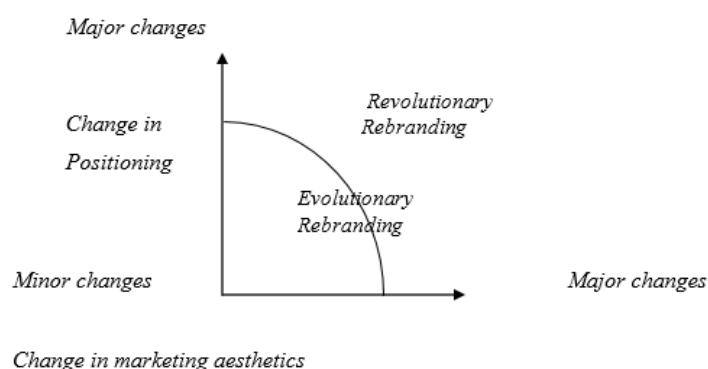 Major changes
Revolutionary
Rebranding
Change in
Positioning
Evolutionary
Rebranding
Minor changes
Major changes
Change in marketing aesthetics